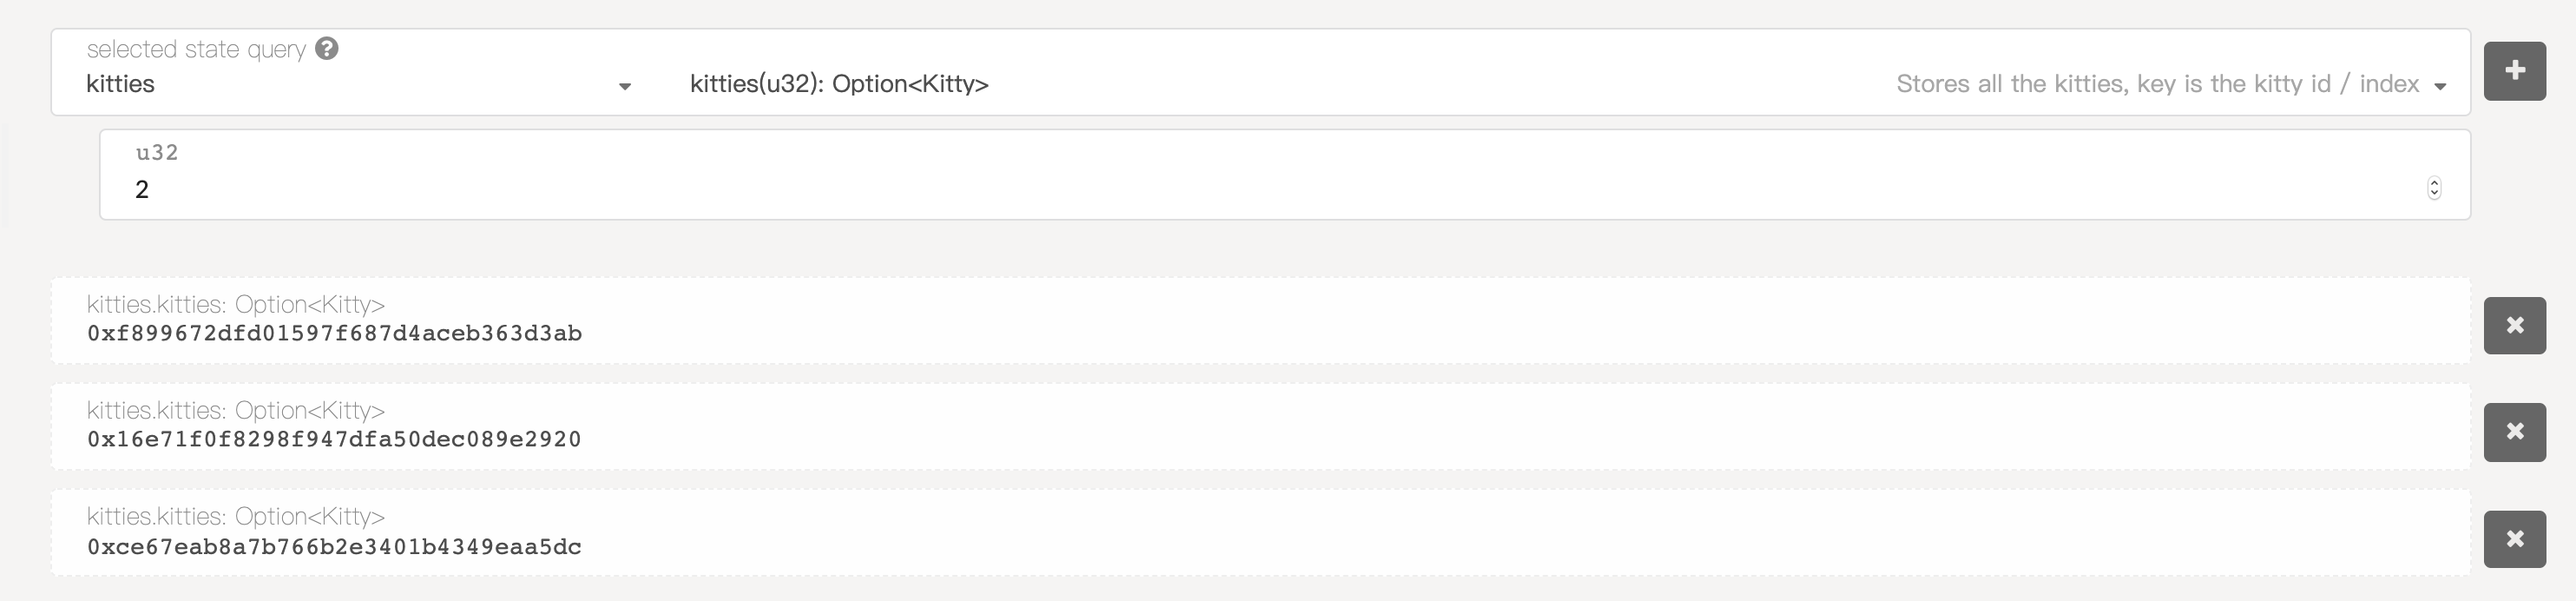 selected state query
kitties kitties(u32): Option<Kitty> Stores all the kitties, key is the kitty id / index
u32
2
kitties.kitties: Option<Kitty>
0xf899672dfd01597f687d4aceb363d3ab
kitties.kitties: Option<Kitty>
0x16e71f0f8298f947dfa50dec089e2920
kitties.kitties: Option<Kitty>
0xce67eab8a7b766b2e3401b4349eaa5dc